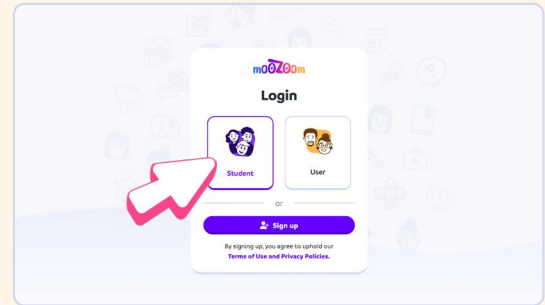 mooZoom
Login
Student
User
or
Sign up
By signing up, you agree to uphold our
Terms of Use and Privacy Policies.